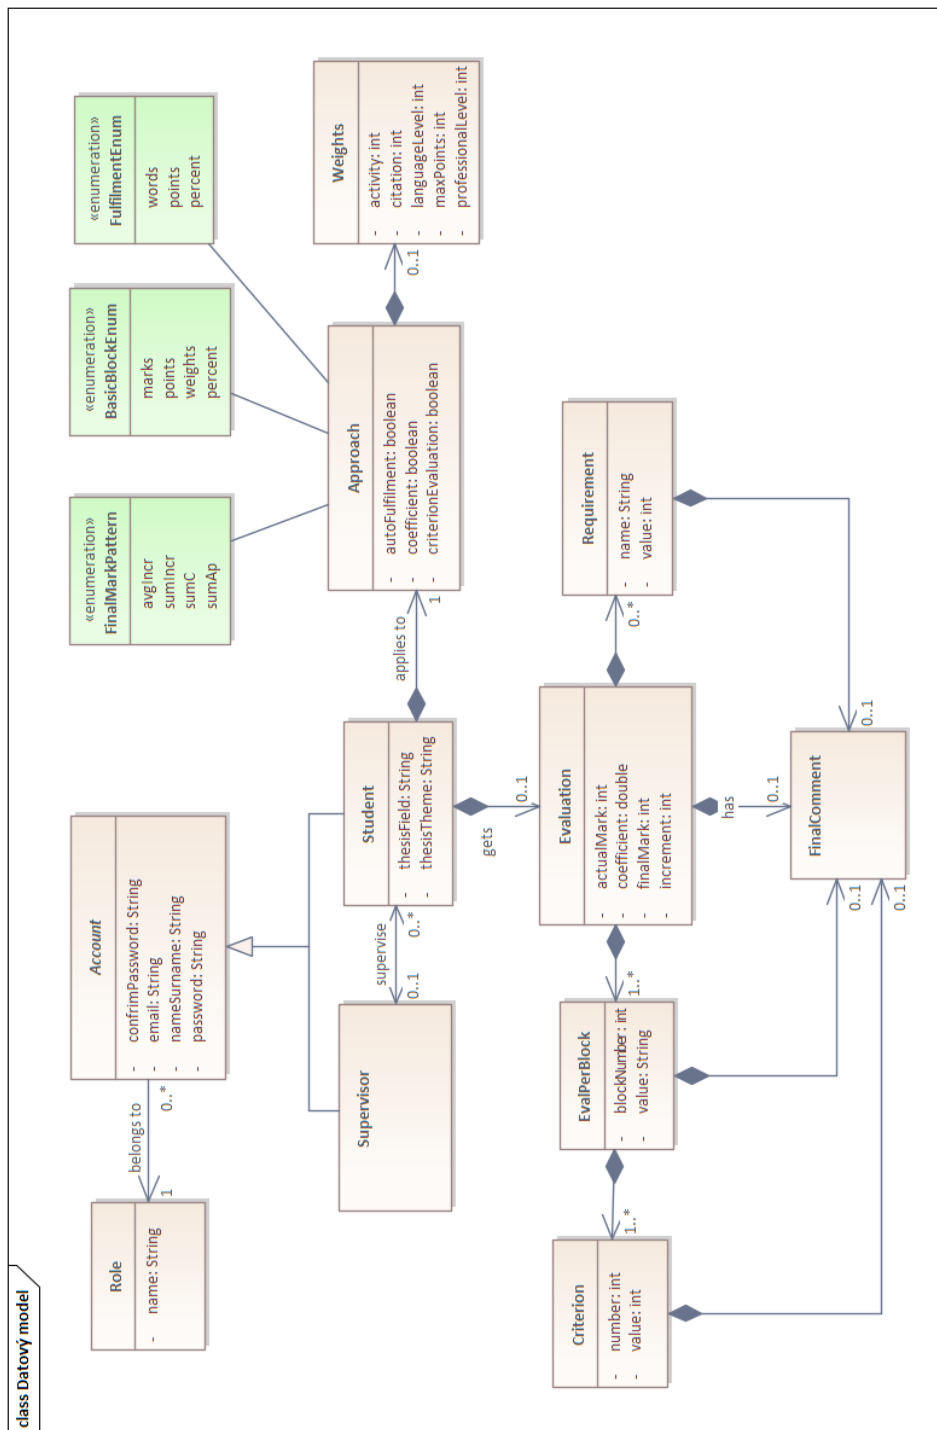 class Datový model
Role
- name: String
belongs to
1
0..*
Account
- confrimPassword: String
- email: String
- nameSurname: String
- password: String
«enumeration»
FinalMarkPattern
avgIncr
sumIncr
sumC
sumAp
«enumeration»
BasicBlockEnum
marks
points
weights
percent
«enumeration»
FulfilmentEnum
words
points
percent
Supervisor
supervise
0..1
0..*
Student
- thesisField: String
- thesisTheme: String
applies to
1
Approach
- autoFulfilment: boolean
- coefficient: boolean
- criterionEvaluation: boolean
0..1
Weights
- activity: int
- citation: int
- languageLevel: int
- maxPoints: int
- professionalLevel: int
gets
0..1
Criterion
- number: int
- value: int
1..*
EvalPerBlock
- blockNumber: int
- value: String
1..*
Evaluation
- actualMark: int
- coefficient: double
- finalMark: int
- increment: int
0..*
Requirement
- name: String
- value: int
has
0..1
0..1
0..1
0..1
FinalComment